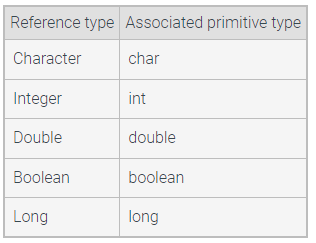 Reference type Associated primitive type
Character char
Integer int
Double double
Boolean boolean
Long long